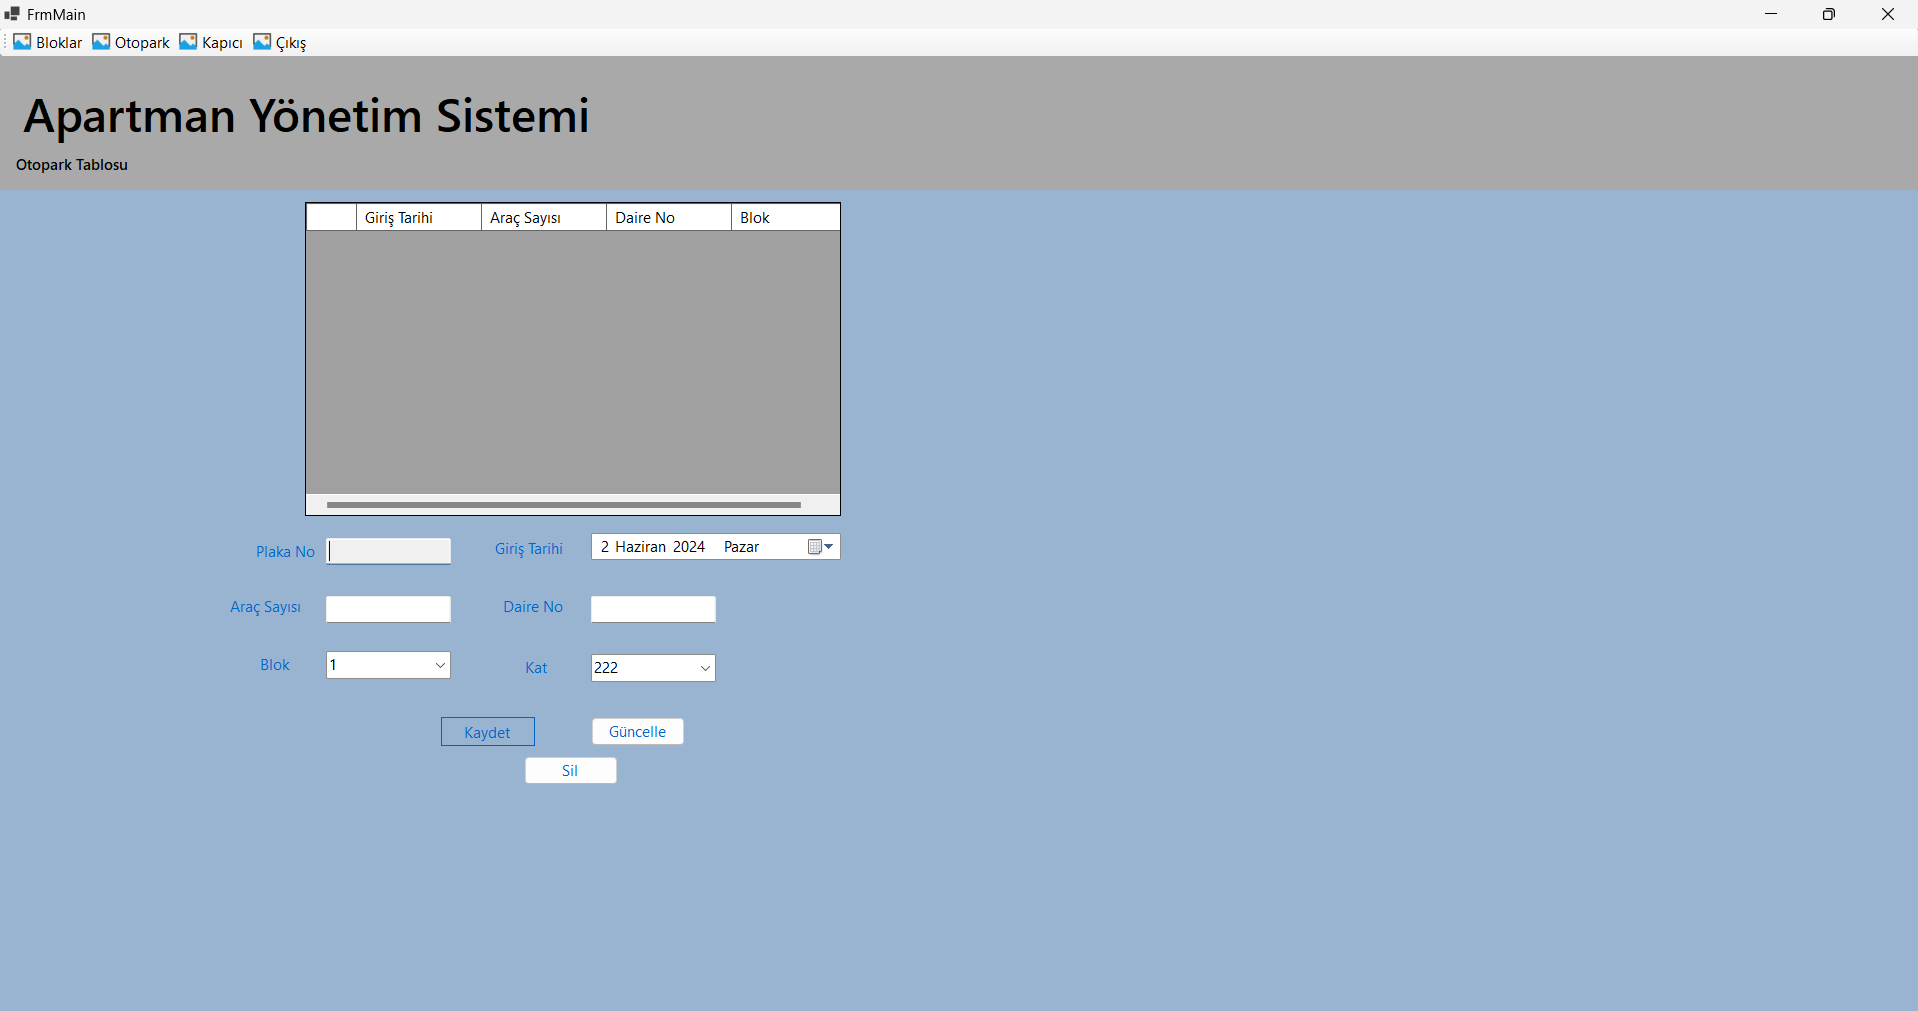 FrmMain
Bloklar Otopark Kapıcı Çıkış
Apartman Yönetim Sistemi
Otopark Tablosu
Giriş Tarihi Araç Sayısı Daire No Blok
Plaka No Giriş Tarihi 2 Haziran 2024 Pazar
Araç Sayısı Daire No
Blok 1 Kat 222
Kaydet Güncelle
Sil